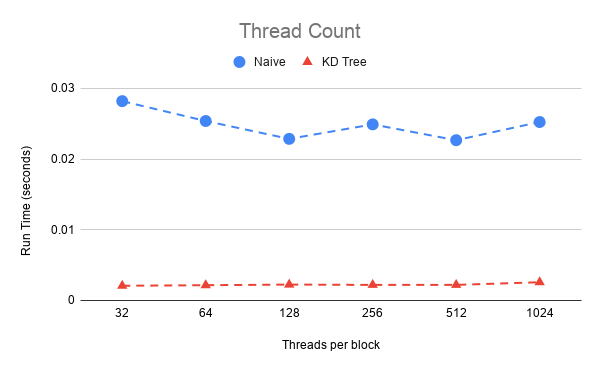 Thread Count
Naive KD Tree
Run Time (seconds)
0.03
0.02
0.01
0
32 64 128 256 512 1024
Threads per block